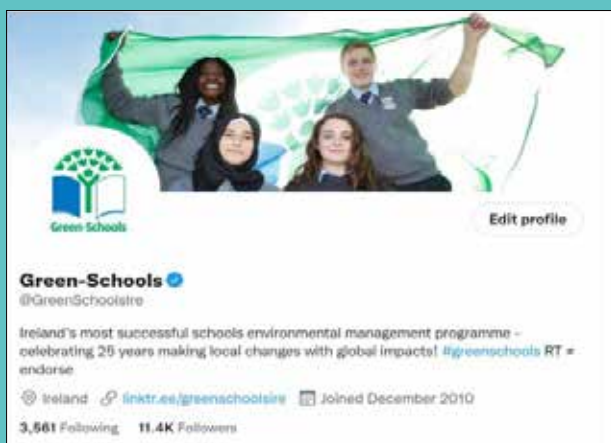 Green-Schools
Edit profile
Green-Schools
@GreenSchoolsIre
Ireland's most successful schools environmental management programme -
celebrating 25 years making local changes with global impacts! #greenschools RT =
endorse
Ireland linktr.ee/greenschoolsire Joined December 2010
3,561 Following 11.4K Followers